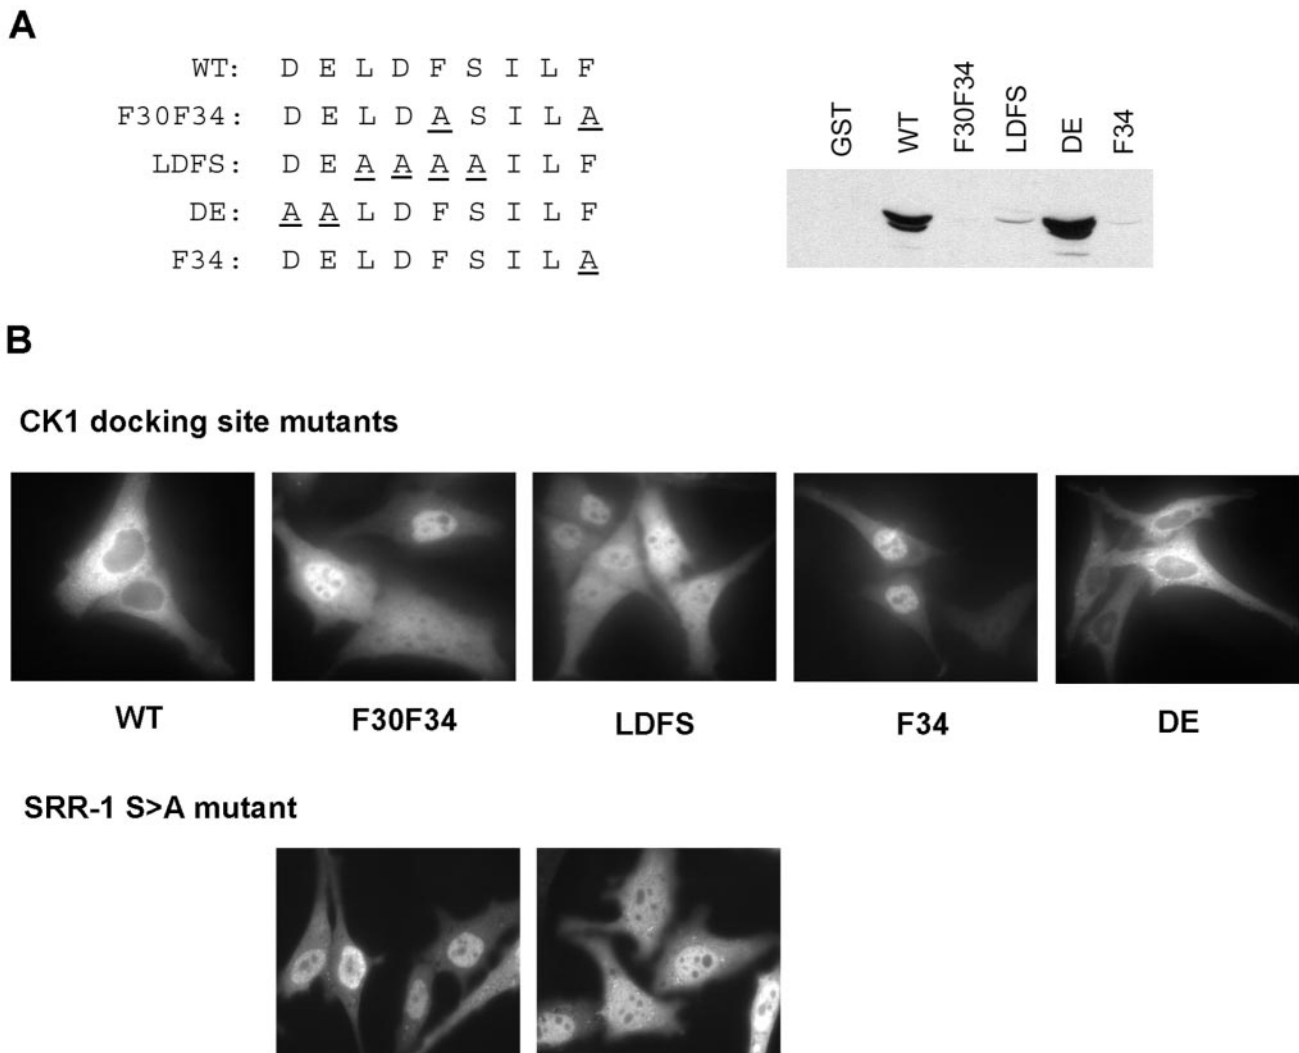 A
WT: D E L D F S I L F
F30F34: D E L D A S I L A
LDFS: D E A A A A I L F
DE: A A L D F S I L F
F34: D E L D F S I L A
GST WT F30F34 LDFS DE F34
B
CK1 docking site mutants
WT F30F34 LDFS F34 DE
SRR-1 S>A mutant